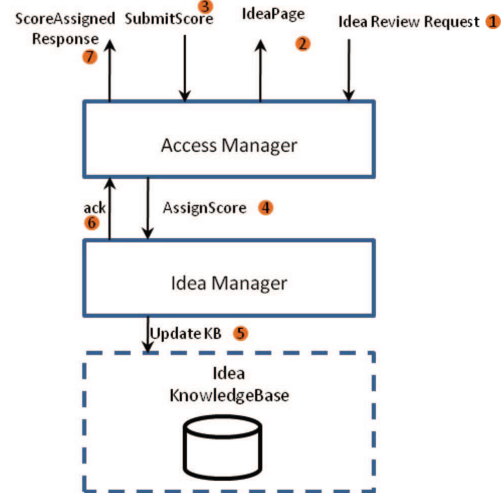 ScoreAssigned Response 7
SubmitScore 3
IdeaPage 2
Idea Review Request 1
Access Manager
ack 6
AssignScore 4
Idea Manager
Update KB 5
Idea
KnowledgeBase